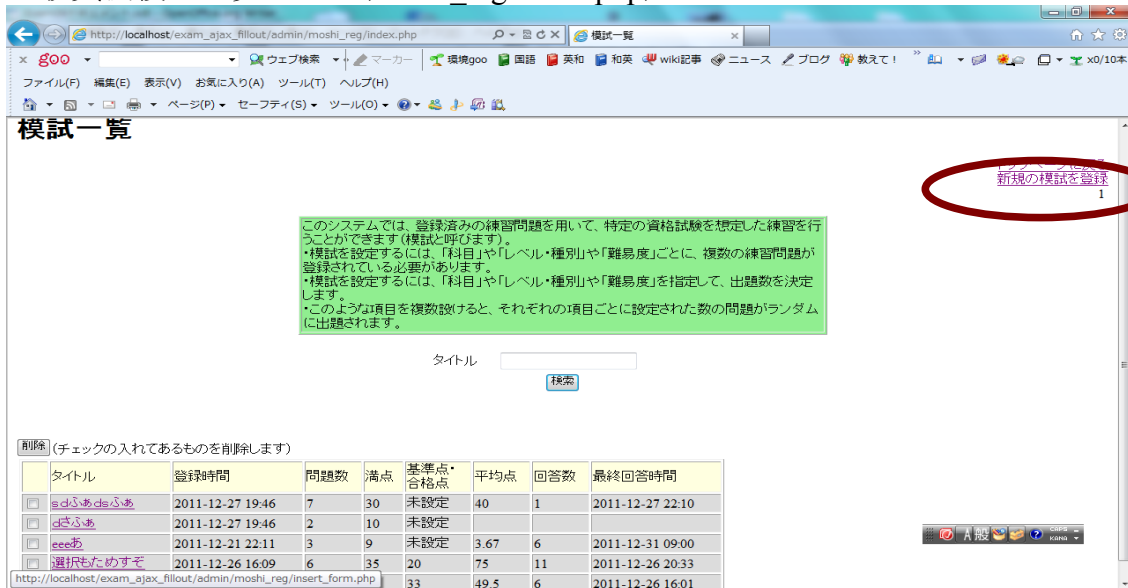 http://localhost/exam_ajax_fillout/admin/moshi_reg/index.php
模試一覧
goo
ウェブ検索
マーカー
環境goo
国語
英和
和英
wiki記事
ニュース
ブログ
教えて!
x0/10本
ファイル(F) 編集(E) 表示(V) お気に入り(A) ツール(T) ヘルプ(H)
ページ(P) セーフティ(S) ツール(O)
模試一覧
新規の模試を登録
1
このシステムでは、登録済みの練習問題を用いて、特定の資格試験を想定した練習を行
うことができます(模試と呼びます)。
・模試を設定するには、「科目」や「レベル・種別」や「難易度」ごとに、複数の練習問題が
登録されている必要があります。
・模試を設定するには、「科目」や「レベル・種別」や「難易度」を指定して、出題数を決定
します。
・このような項目を複数設けると、それぞれの項目ごとに設定された数の問題がランダム
に出題されます。
タイトル
検索
削除 (チェックの入れてあるものを削除します)
タイトル 登録時間 問題数 満点 基準点・合格点 平均点 回答数 最終回答時間
sdふぁdsふぁ 2011-12-27 19:46 7 30 未設定 40 1 2011-12-27 22:10
dさふぁ 2011-12-27 19:46 2 10 未設定
eeeあ 2011-12-21 22:11 3 9 未設定 3.67 6 2011-12-31 09:00
選択もためすぞ 2011-12-26 16:09 6 35 20 75 11 2011-12-26 20:33
33 49.5 6 2011-12-26 16:01
http://localhost/exam_ajax_fillout/admin/moshi_reg/insert_form.php
A 般
CAPS
KANA